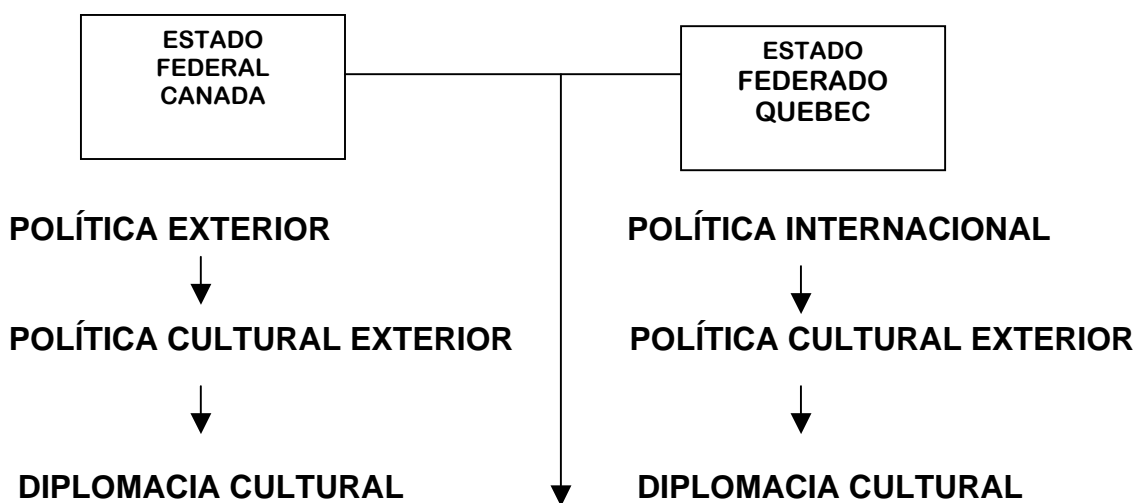 ESTADO
FEDERAL
CANADA
ESTADO
FEDERADO
QUEBEC
POLÍTICA EXTERIOR
POLÍTICA INTERNACIONAL
POLÍTICA CULTURAL EXTERIOR
POLÍTICA CULTURAL EXTERIOR
DIPLOMACIA CULTURAL
DIPLOMACIA CULTURAL